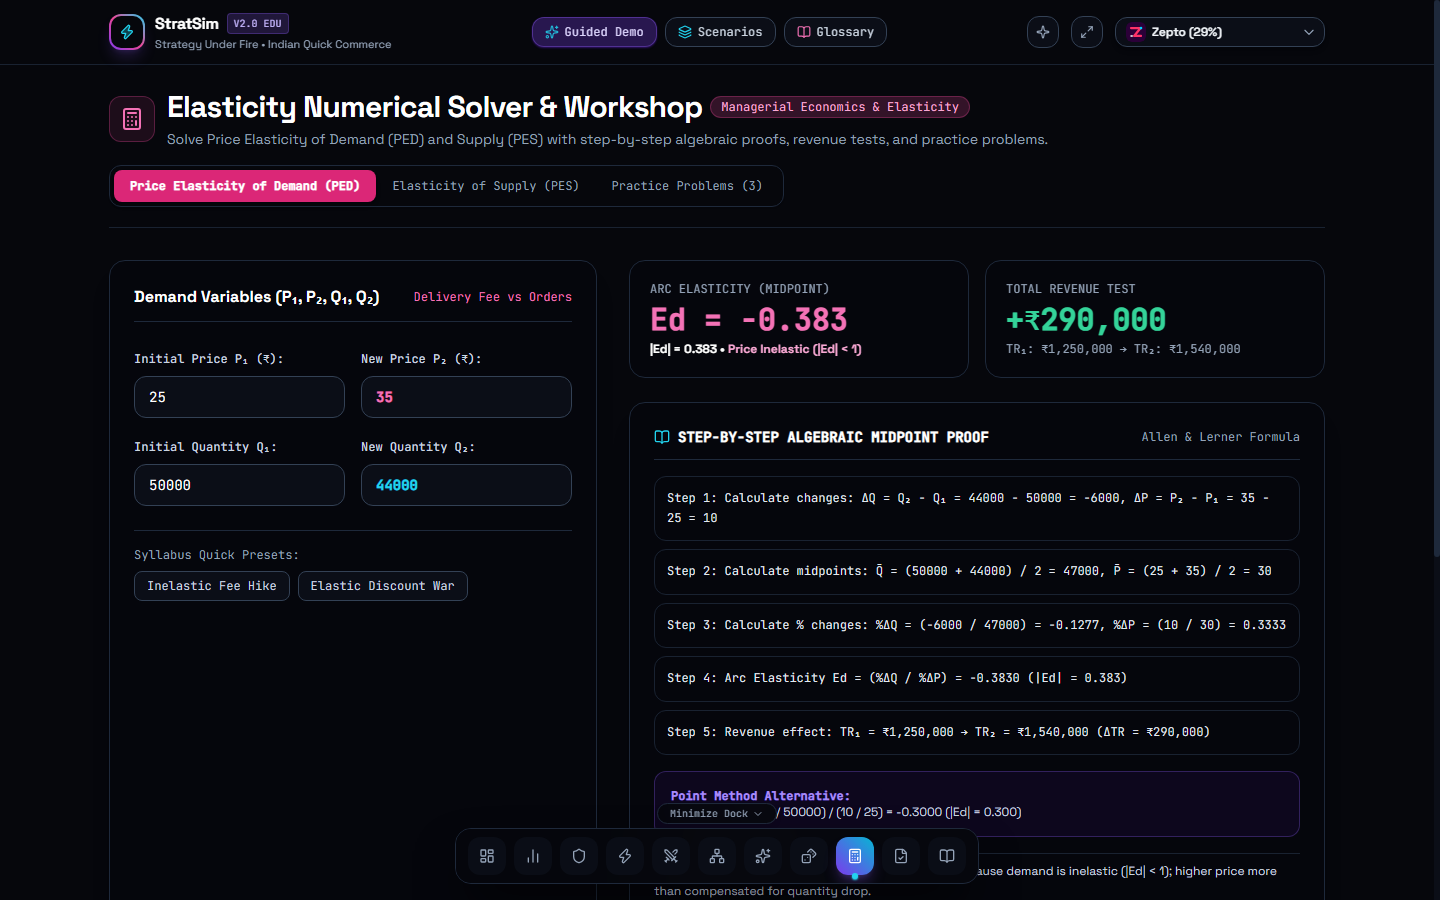 StratSim V2.0 EDU
Strategy Under Fire • Indian Quick Commerce
Guided Demo
Scenarios
Glossary
Zepto (29%)
Elasticity Numerical Solver & Workshop
Managerial Economics & Elasticity
Solve Price Elasticity of Demand (PED) and Supply (PES) with step-by-step algebraic proofs, revenue tests, and practice problems.
Price Elasticity of Demand (PED)
Elasticity of Supply (PES)
Practice Problems (3)
Demand Variables (P₁, P₂, Q₁, Q₂)
Delivery Fee vs Orders
Initial Price P₁ (₹):
New Price P₂ (₹):
25
35
Initial Quantity Q₁:
New Quantity Q₂:
50000
44000
Syllabus Quick Presets:
Inelastic Fee Hike
Elastic Discount War
ARC ELASTICITY (MIDPOINT)
Ed = -0.383
|Ed| = 0.383 • Price Inelastic (|Ed| < 1)
TOTAL REVENUE TEST
+₹290,000
TR₁: ₹1,250,000 → TR₂: ₹1,540,000
STEP-BY-STEP ALGEBRAIC MIDPOINT PROOF
Allen & Lerner Formula
Step 1: Calculate changes: ΔQ = Q₂ - Q₁ = 44000 - 50000 = -6000, ΔP = P₂ - P₁ = 35 -
25 = 10
Step 2: Calculate midpoints: Q̄ = (50000 + 44000) / 2 = 47000, P̄ = (25 + 35) / 2 = 30
Step 3: Calculate % changes: %ΔQ = (-6000 / 47000) = -0.1277, %ΔP = (10 / 30) = 0.3333
Step 4: Arc Elasticity Ed = (%ΔQ / %ΔP) = -0.3830 (|Ed| = 0.383)
Step 5: Revenue effect: TR₁ = ₹1,250,000 → TR₂ = ₹1,540,000 (ΔTR = ₹290,000)
Point Method Alternative:
/ 50000) / (10 / 25) = -0.3000 (|Ed| = 0.300)
Minimize Dock
demand is inelastic (|Ed| < 1); higher price more
than compensated for quantity drop.